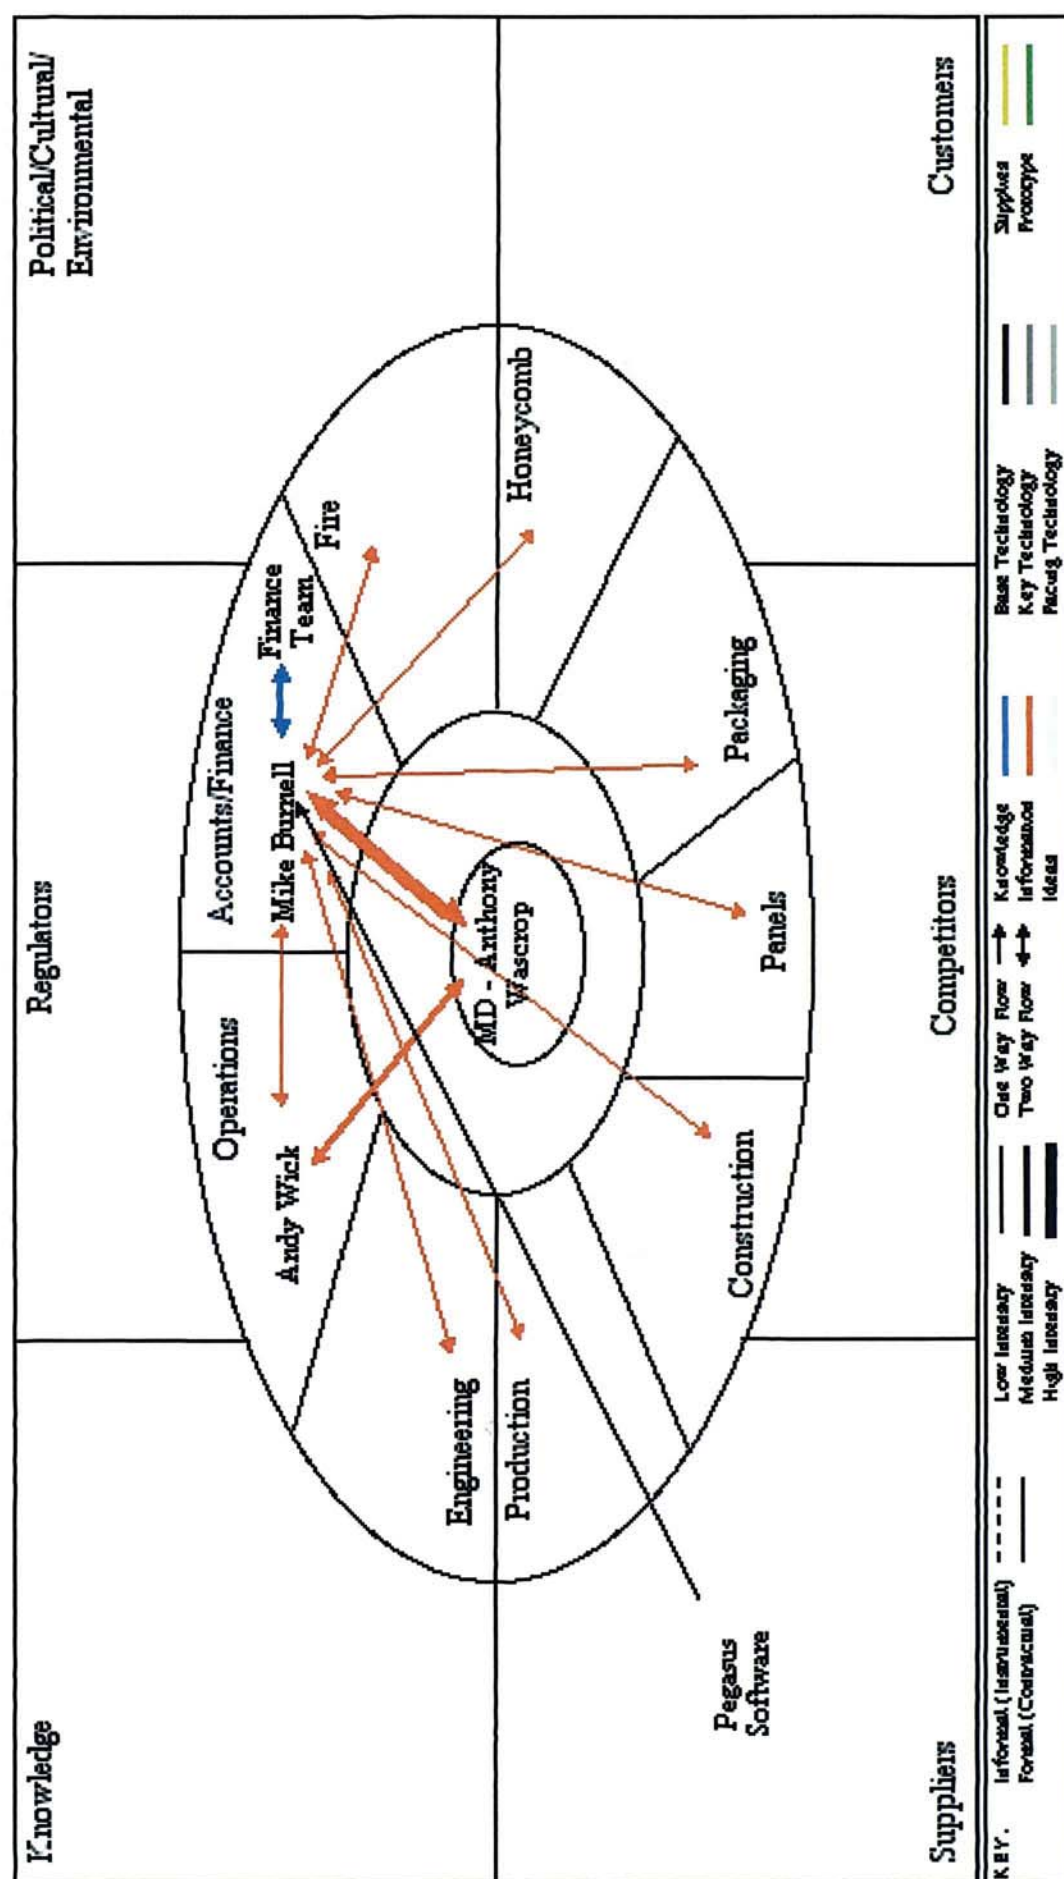 Knowledge
Regulators
Political/Cultural/
Environmental
Operations
Accounts/Finance
Andy Wick
Mike Burnell
Finance
Team
Fire
Engineering
Production
MD - Anthony
Wascrop
Honeycomb
Construction
Panels
Packaging
Pegasus
Software
Suppliers
Competitors
Customers
KEY.
Informal (Instrumental)
Formal (Contractual)
Low Intensity
Medium Intensity
High Intensity
One Way Flow
Two Way Flow
Knowledge
Information
Ideas
Base Technology
Key Technology
Pacing Technology
Supplies
Prototype